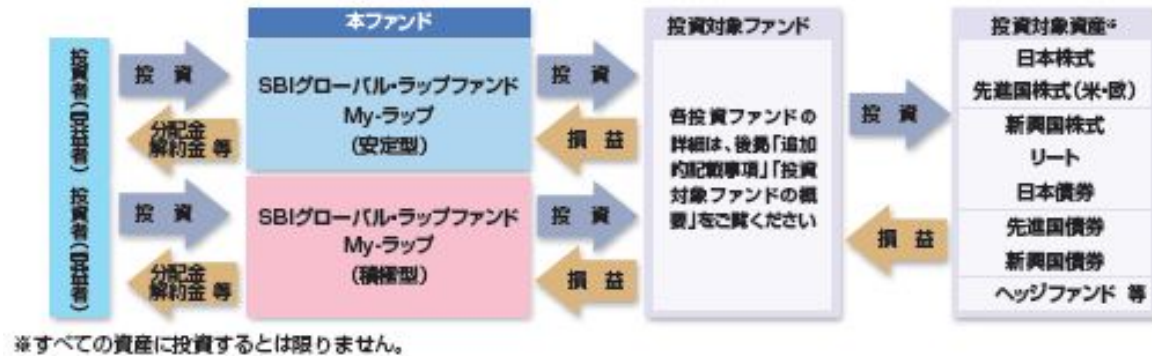 本ファンド
投資対象ファンド
投資対象資産※
投資者(受益者)
投資
分配金
解約金 等
SBIグローバル・ラップファンド
My-ラップ
(安定型)
投資
損益
投資者(受益者)
投資
分配金
解約金 等
SBIグローバル・ラップファンド
My-ラップ
(積極型)
投資
損益
各投資ファンドの
詳細は、後掲「追加
的記載事項」「投資
対象ファンドの概
要」をご覧ください
投資
損益
日本株式
先進国株式(米・欧)
新興国株式
リート
日本債券
先進国債券
新興国債券
ヘッジファンド 等
※すべての資産に投資するとは限りません。